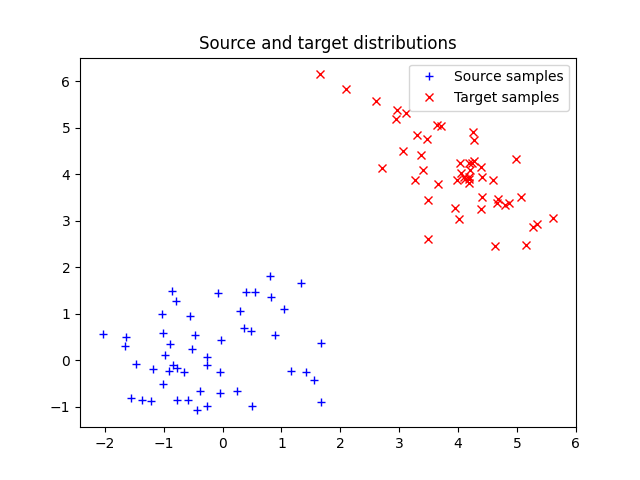 Source and target distributions
Source samples
Target samples
6
5
4
3
2
1
0
−1
−2 −1 0 1 2 3 4 5 6